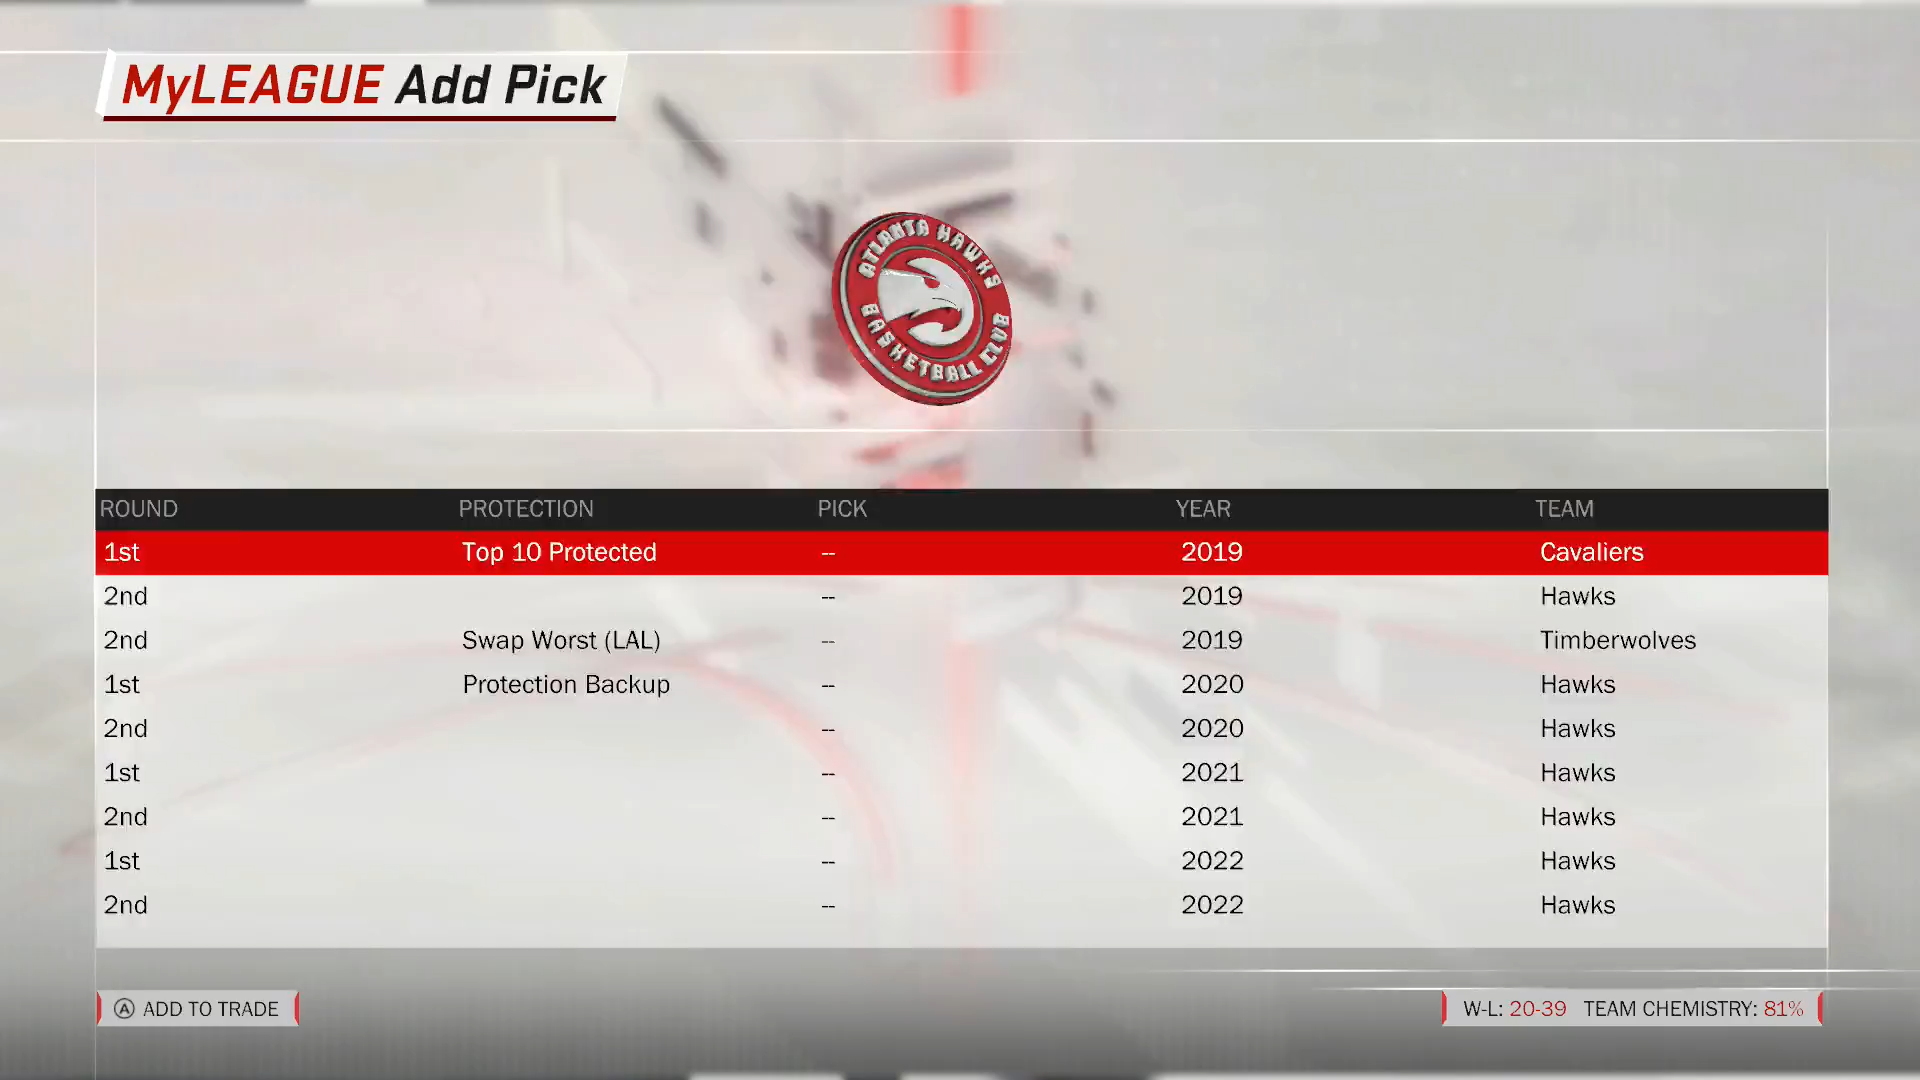 MyLEAGUE Add Pick
ATLANTA HAWKS
BASKETBALL CLUB
ROUND PROTECTION PICK YEAR TEAM
1st Top 10 Protected -- 2019 Cavaliers
2nd -- 2019 Hawks
2nd Swap Worst (LAL) -- 2019 Timberwolves
1st Protection Backup -- 2020 Hawks
2nd -- 2020 Hawks
1st -- 2021 Hawks
2nd -- 2021 Hawks
1st -- 2022 Hawks
2nd -- 2022 Hawks
A ADD TO TRADE
W-L: 20-39 TEAM CHEMISTRY: 81%